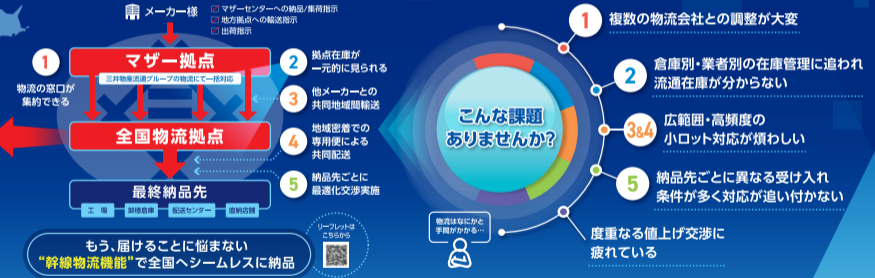 メーカー様
マザーセンターへの納品/集荷指示
地方拠点への輸送指示
出荷指示
1
物流の窓口が
集約できる
マザー拠点
三井物産流通グループの物流にて一括対応
全国物流拠点
最終納品先
工場
卸様倉庫
配送センター
直納店舗
2
拠点在庫が
一元的に見られる
3
他メーカーとの
共同地域間輸送
4
地域密着での
専用便による
共同配送
5
納品先ごとに
最適化交渉実施
もう、届けることに悩まない
“幹線物流機能”で全国へシームレスに納品
リーフレットは
こちらから
こんな課題
ありませんか?
物流はなにかと
手間がかかる…
1
複数の物流会社との調整が大変
2
倉庫別・業者別の在庫管理に追われ
流通在庫が分からない
3&4
広範囲・高頻度の
小ロット対応が煩わしい
5
納品先ごとに異なる受け入れ
条件が多く対応が追い付かない
度重なる値上げ交渉に
疲れている